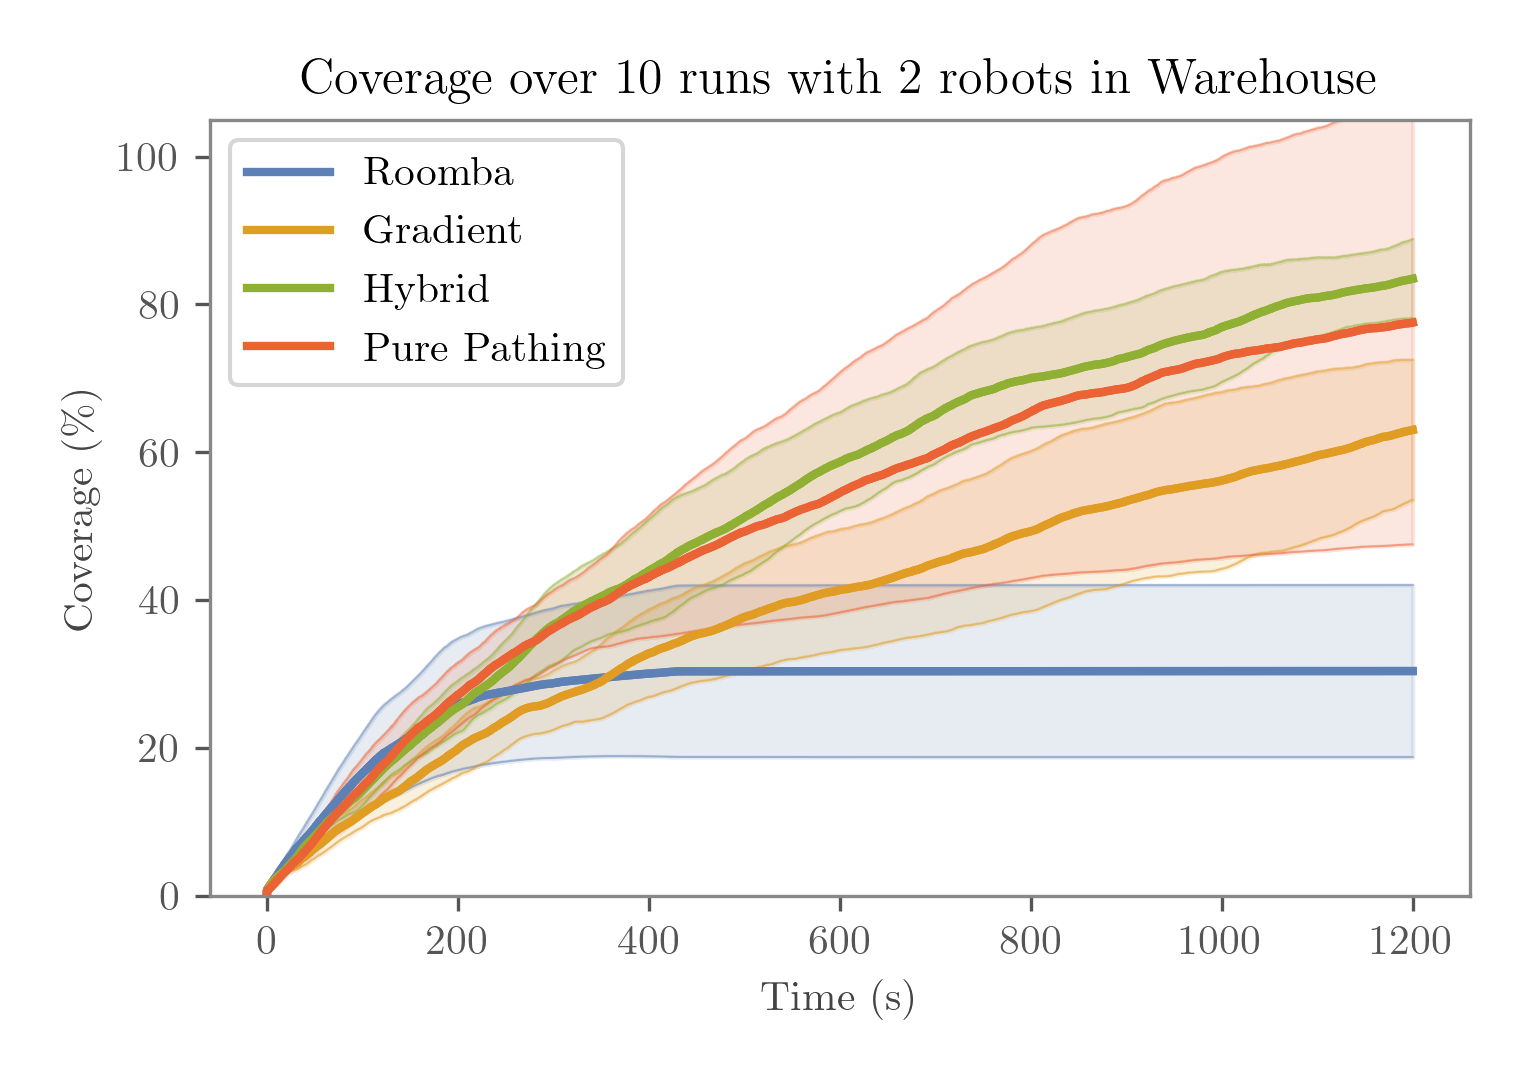 Coverage over 10 runs with 2 robots in Warehouse
Roomba
Gradient
Hybrid
Pure Pathing
Coverage (%)
100
80
60
40
20
0
0 200 400 600 800 1000 1200
Time (s)